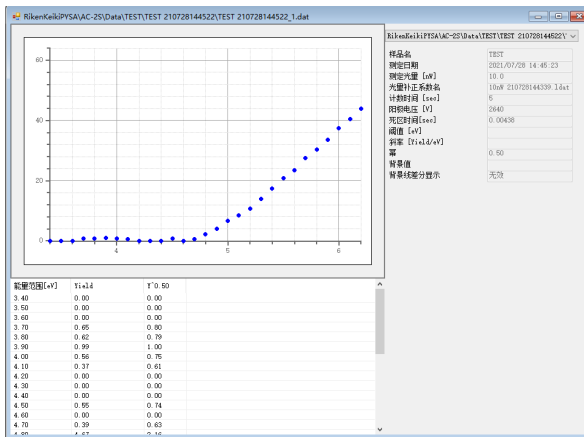 RikenKeikiPYSA\AC-2S\Data\TEST\TEST 210728144522\TEST 210728144522_1.dat
RikenKeikiPYSA\AC-2S\Data\TEST\TEST 210728144522\
60
40
20
0
4
5
6
样品名 TEST
测定日期 2021/07/28 14:45:23
测定光量 [nW] 10.0
光量补正系数名 10nW 210728144339.ldat
计数时间 [sec] 5
阳极电压 [V] 2640
死区时间[sec] 0.00436
阈值 [eV]
斜率 [Yield/eV]
幂 0.50
背景值
背景线差分显示 无效
能量范围[eV] Yield Y^0.50
3.40 0.00 0.00
3.50 0.00 0.00
3.60 0.00 0.00
3.70 0.65 0.80
3.80 0.62 0.79
3.90 0.99 1.00
4.00 0.56 0.75
4.10 0.37 0.61
4.20 0.00 0.00
4.30 0.00 0.00
4.40 0.00 0.00
4.50 0.55 0.74
4.60 0.00 0.00
4.70 0.39 0.63
4.80 4.67 2.16